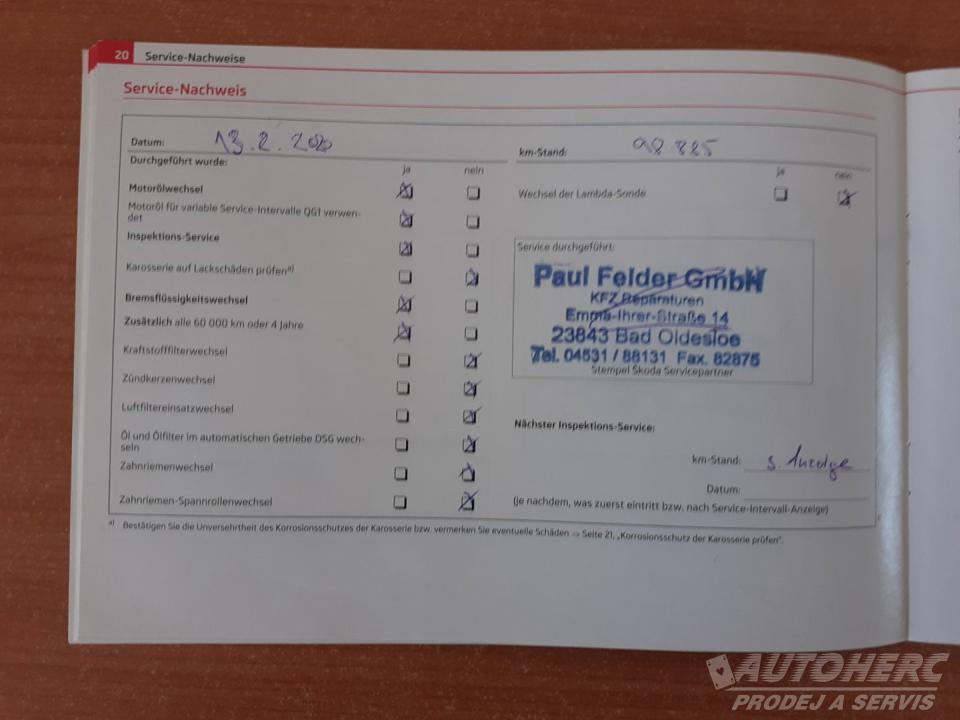 20 Service-Nachweise
Service-Nachweis
Datum: 13.2.2020
km-Stand: 98 885
Durchgeführt wurde:
ja nein
ja nein
Motorölwechsel
Wechsel der Lambda-Sonde
Motoröl für variable Service-Intervalle QG1 verwen-
det
Inspektions-Service
Karosserie auf Lackschäden prüfen a)
Bremsflüssigkeitswechsel
Zusätzlich alle 60 000 km oder 4 Jahre
Kraftstofffilterwechsel
Zündkerzenwechsel
Luftfiltereinsatzwechsel
Öl und Ölfilter im automatischen Getriebe DSG wech-
seln
Zahnriemenwechsel
Zahnriemen-Spannrollenwechsel
Service durchgeführt:
Paul Felder GmbH
KFZ Reparaturen
Emma-Ihrer-Straße 14
23843 Bad Oldesloe
Tel. 04531 / 88131 Fax. 82875
Stempel Škoda Servicepartner
Nächster Inspektions-Service:
km-Stand: s. Anzeige
Datum:
(je nachdem, was zuerst eintritt bzw. nach Service-Intervall-Anzeige)
a) Bestätigen Sie die Unversehrtheit des Korrosionsschutzes der Karosserie bzw. vermerken Sie eventuelle Schäden ⇒ Seite 21, „Korrosionsschutz der Karosserie prüfen“.
AUTOHERC
PRODEJ A SERVIS